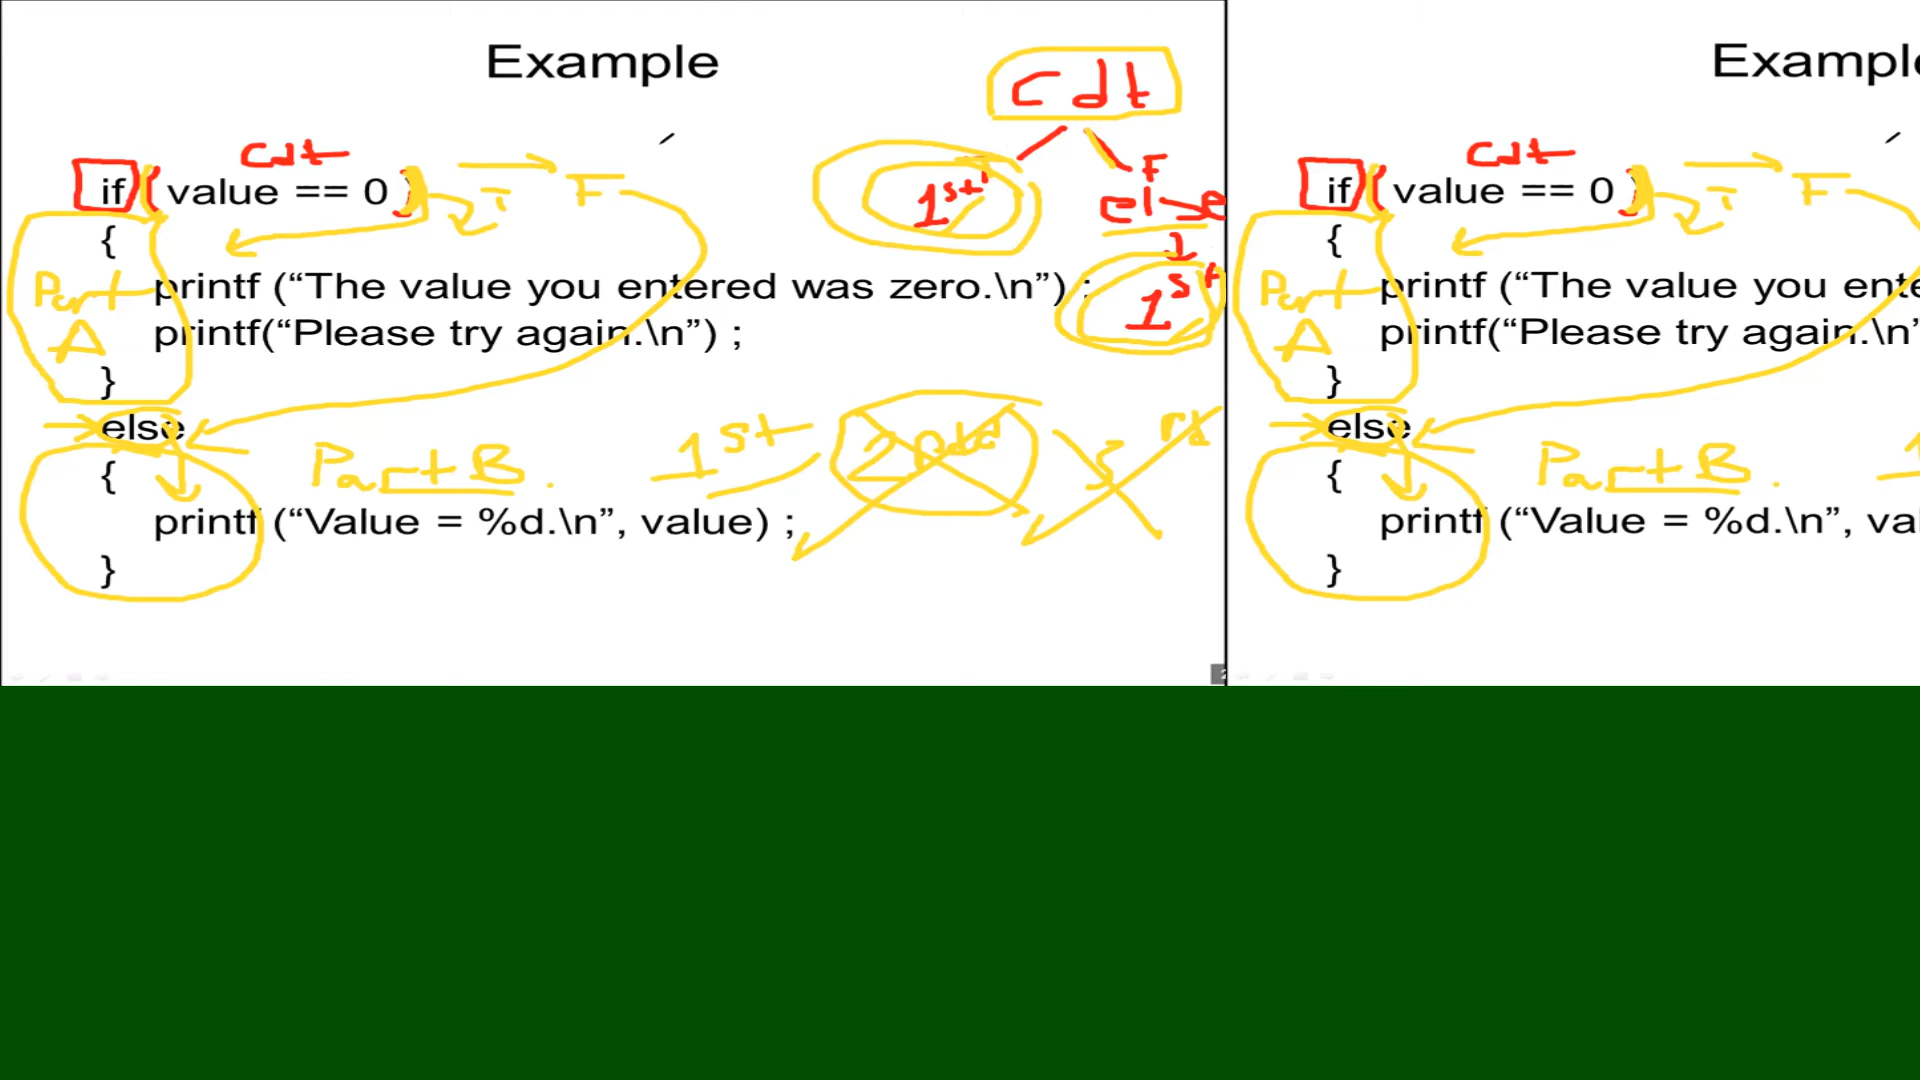 Example
cdt
cdt
if ( value == 0 )
T
F
1st
F
else
{
Part
printf (“The value you entered was zero.\n”) ;
1st
A
printf(“Please try again.\n”) ;
}
else
1st
{
Part B.
printf (“Value = %d.\n”, value) ;
}
Example
cdt
if ( value == 0 )
T
F
{
Part
printf (“The value you ente
A
printf(“Please try again.\n”
}
else
{
Part B.
printf (“Value = %d.\n”, val
}